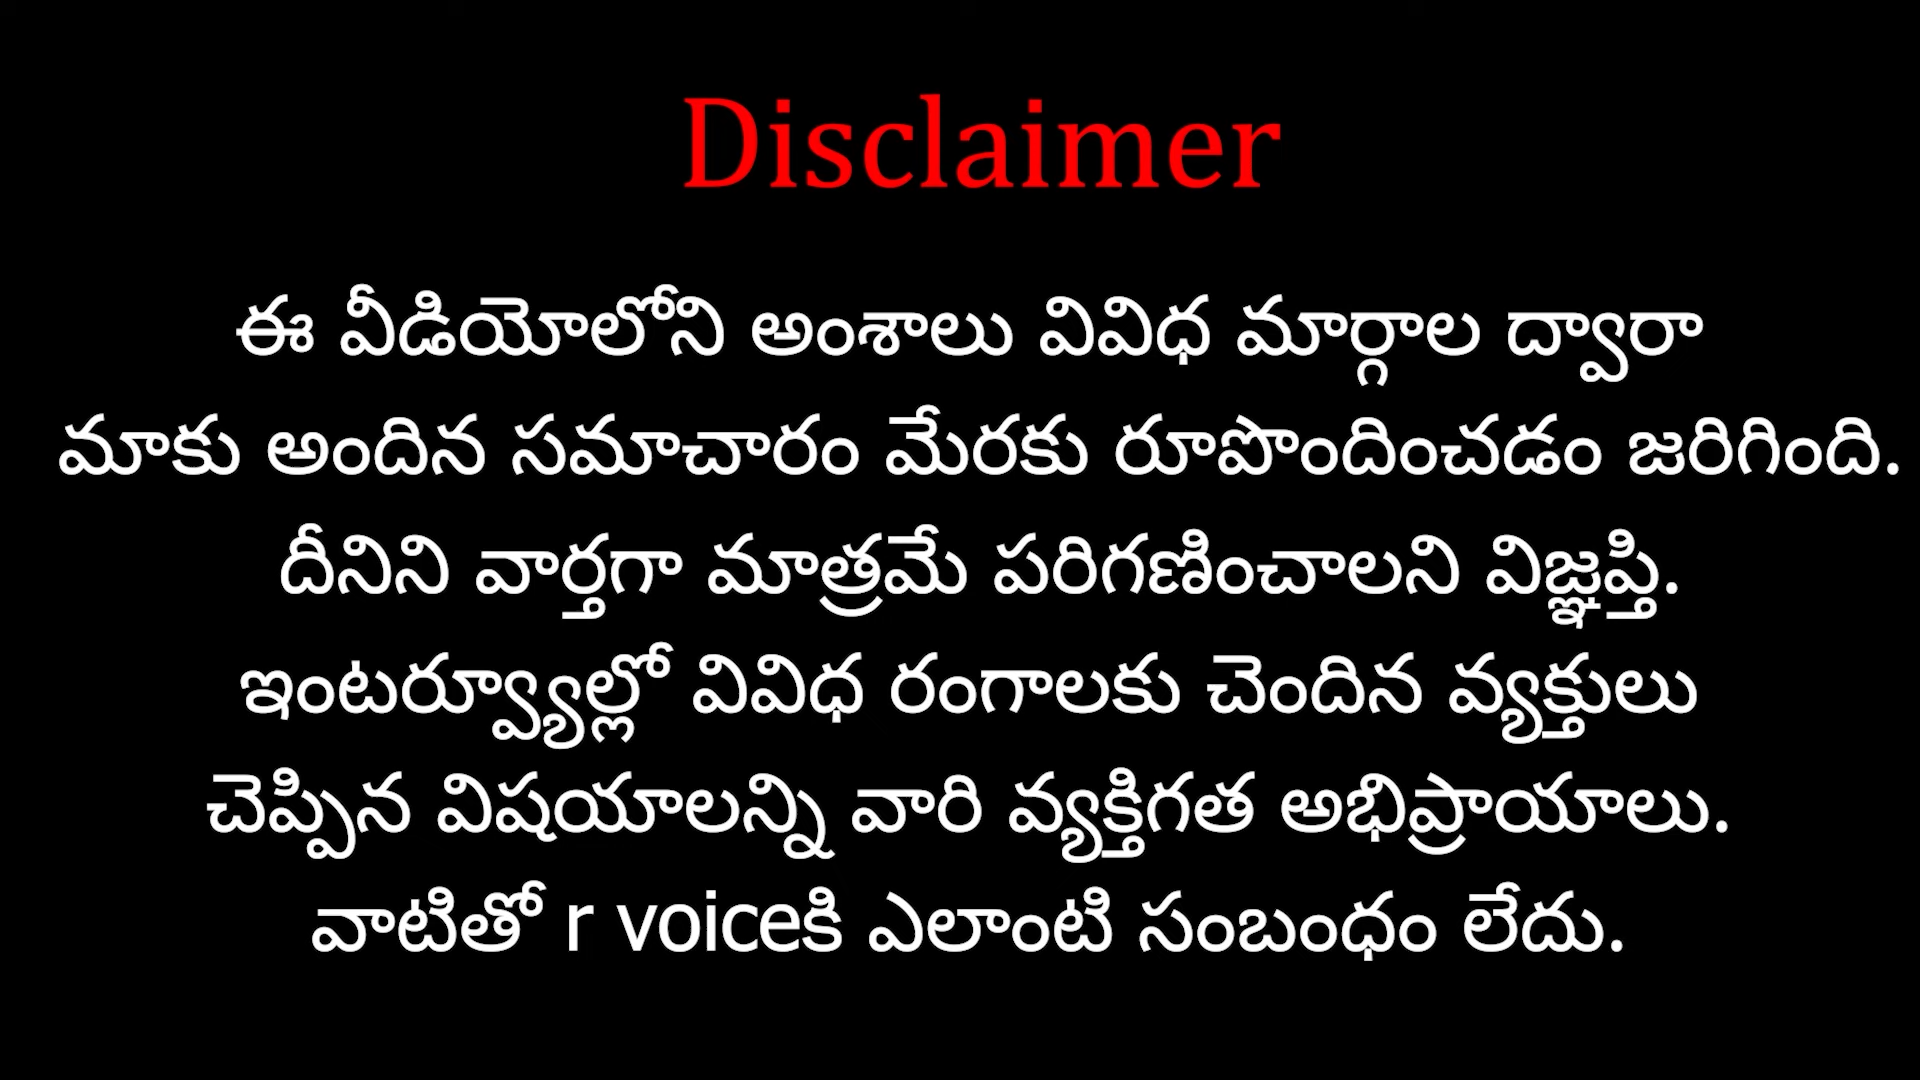 Disclaimer
ఈ వీడియోలోని అంశాలు వివిధ మార్గాల ద్వారా
మాకు అందిన సమాచారం మేరకు రూపొందించడం జరిగింది.
దీనిని వార్తగా మాత్రమే పరిగణించాలని విజ్ఞప్తి.
ఇంటర్వ్యూల్లో వివిధ రంగాలకు చెందిన వ్యక్తులు
చెప్పిన విషయాలన్ని వారి వ్యక్తిగత అభిప్రాయాలు.
వాటితో r voiceకి ఎలాంటి సంబంధం లేదు.